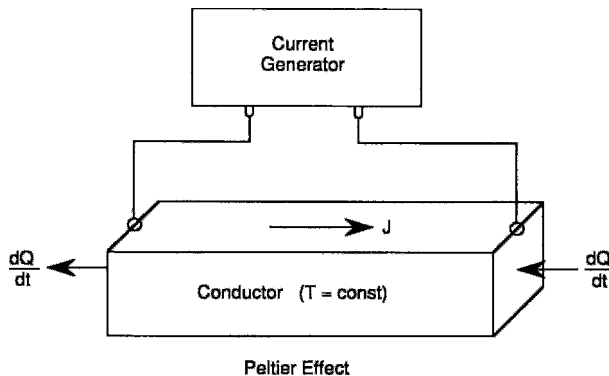 Current
Generator
J
dQ
dt
Conductor (T = const)
dQ
dt
Peltier Effect